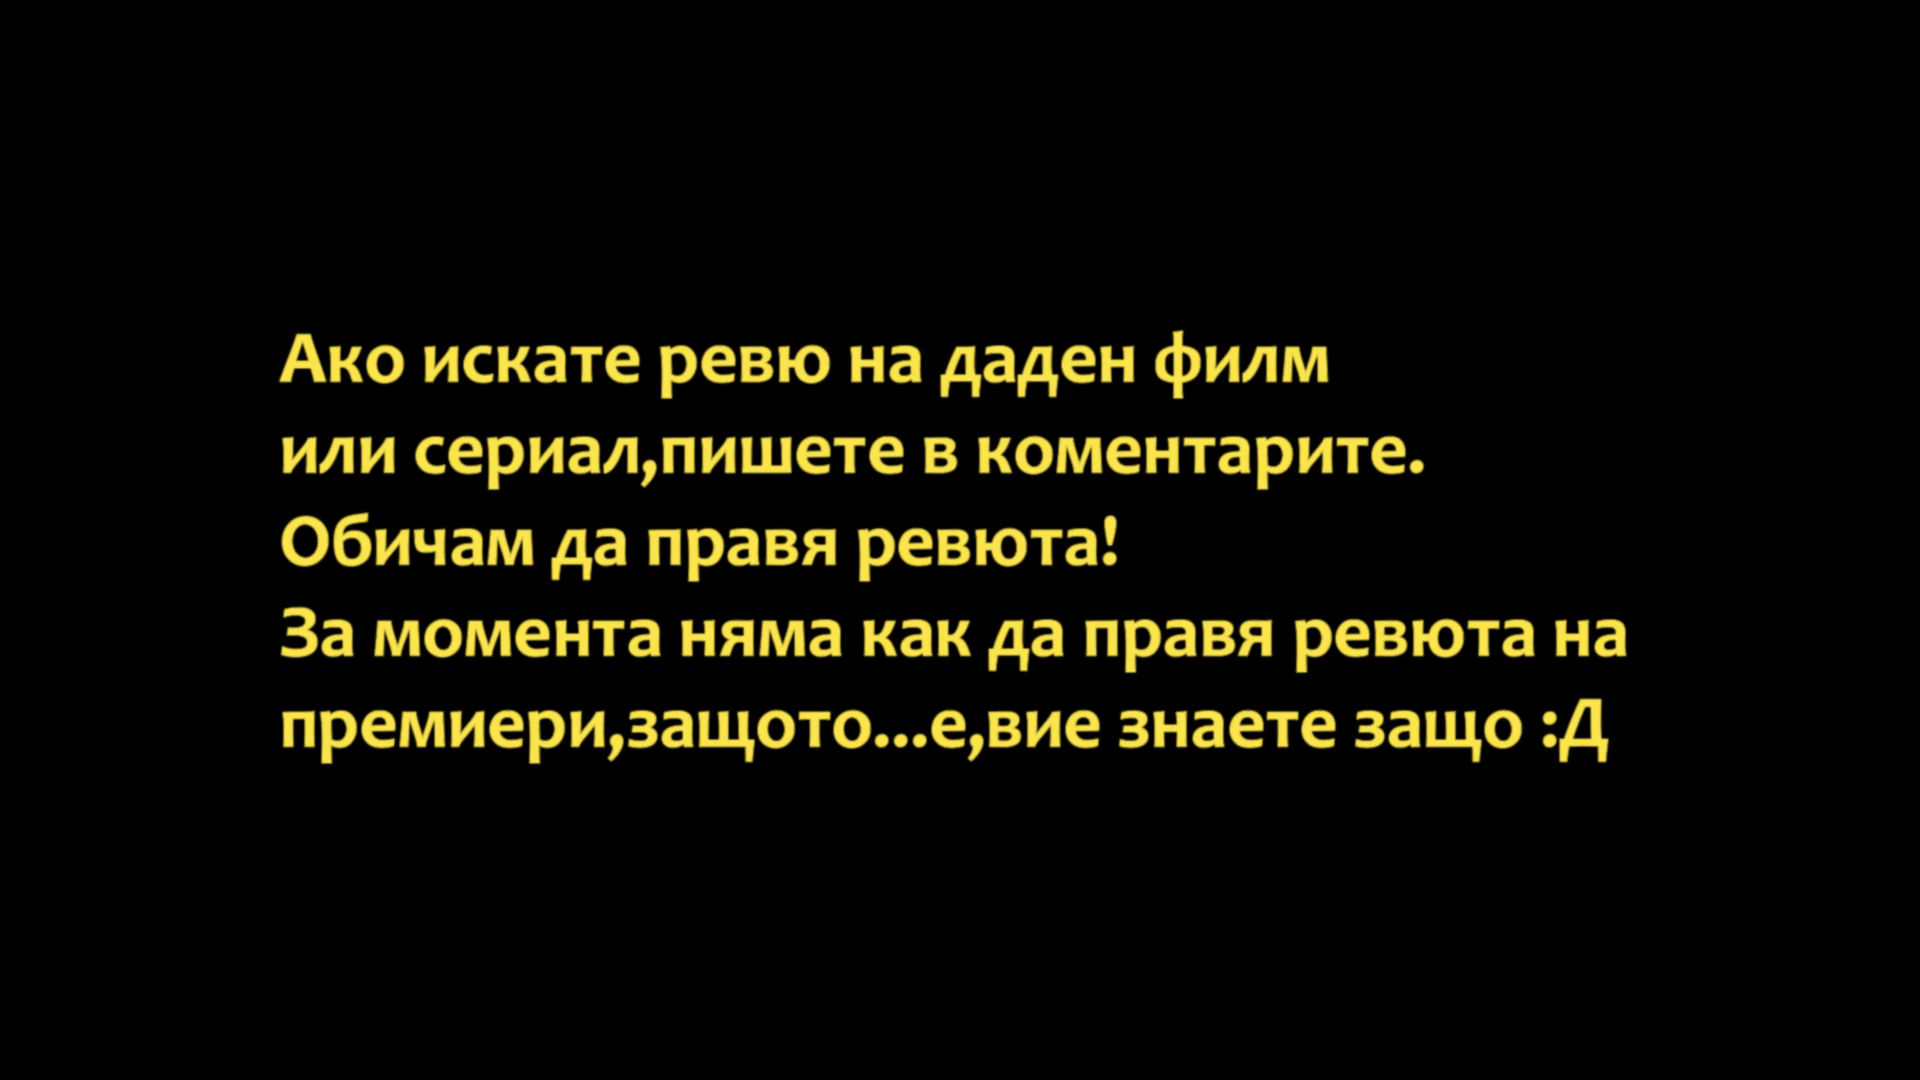 Ако искате ревю на даден филм
или сериал,пишете в коментарите.
Обичам да правя ревюта!
За момента няма как да правя ревюта на
премиери,защото...е,вие знаете защо :Д